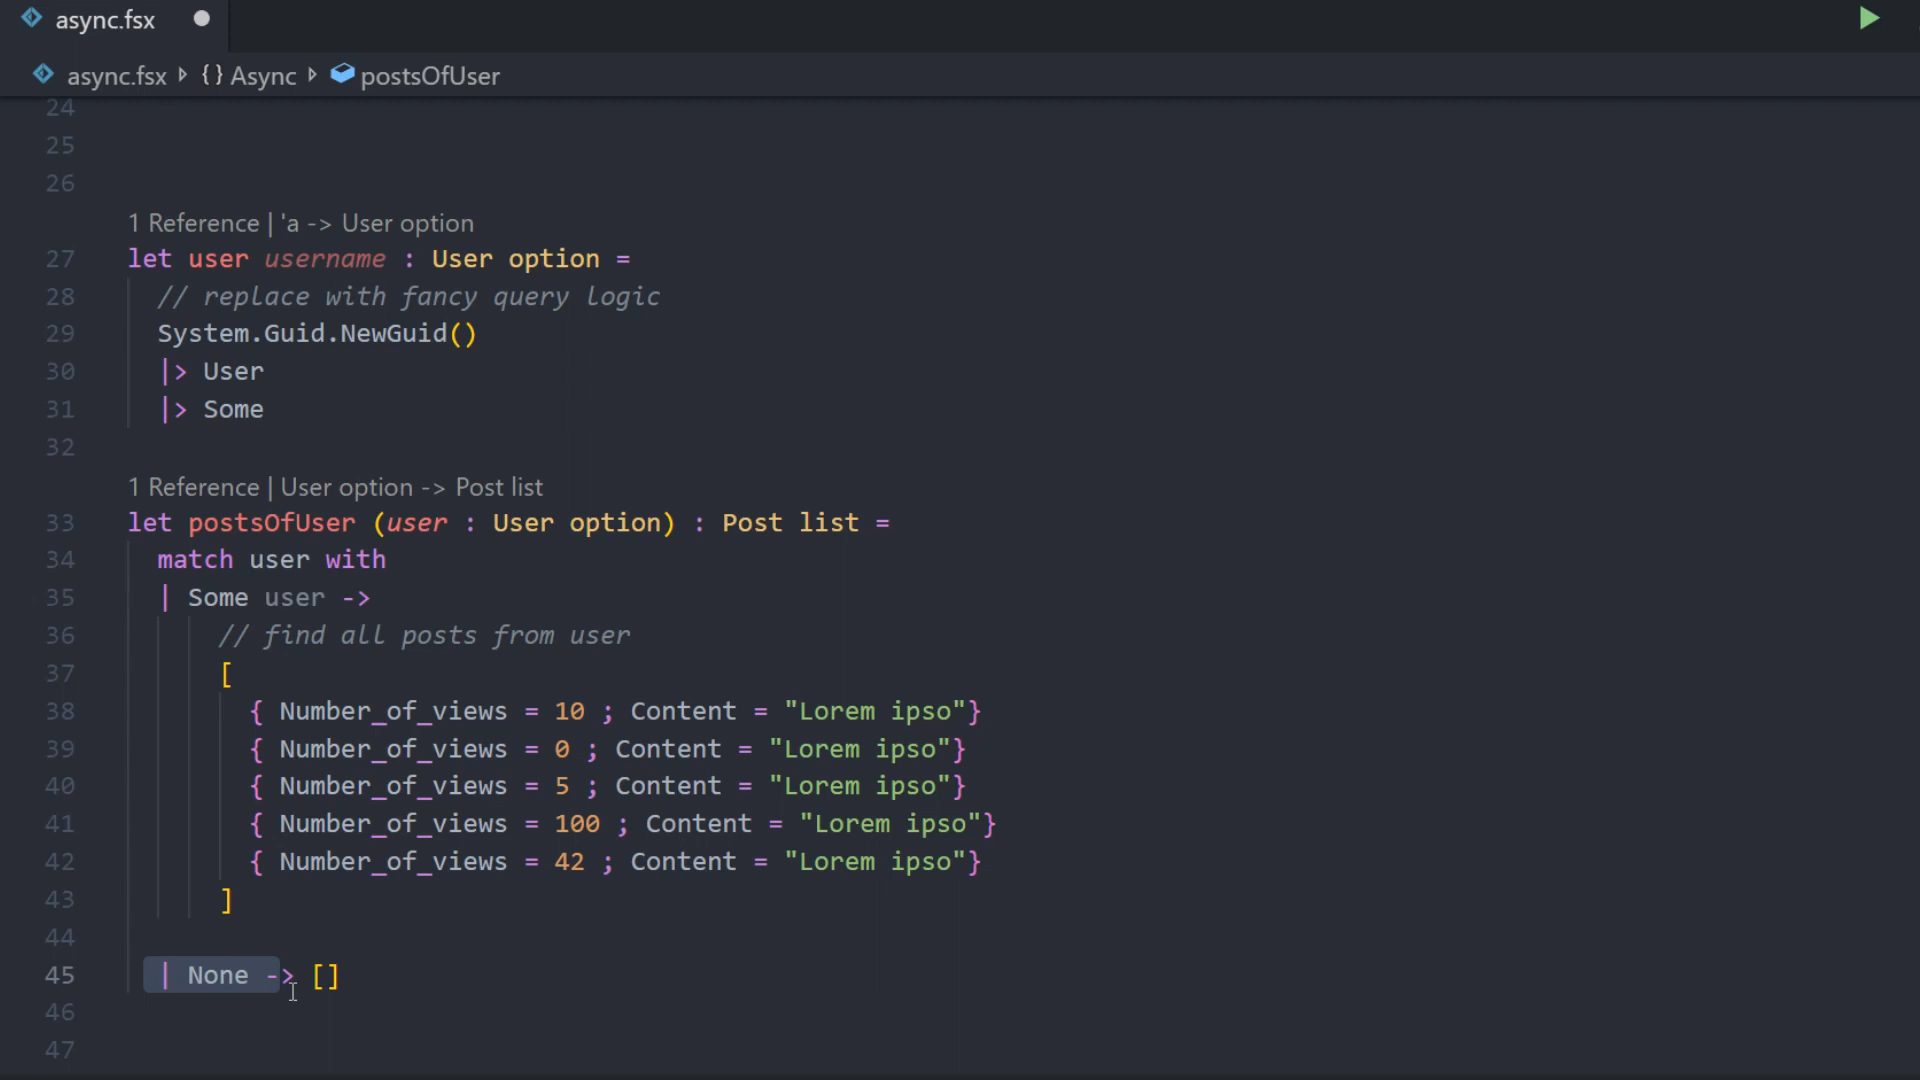 async.fsx
async.fsx {} Async postsOfUser
24
25
26
1 Reference | 'a -> User option
27 let user username : User option =
28 // replace with fancy query logic
29 System.Guid.NewGuid()
30 |> User
31 |> Some
32
1 Reference | User option -> Post list
33 let postsOfUser (user : User option) : Post list =
34 match user with
35 | Some user ->
36 // find all posts from user
37 [
38 { Number_of_views = 10 ; Content = "Lorem ipso"}
39 { Number_of_views = 0 ; Content = "Lorem ipso"}
40 { Number_of_views = 5 ; Content = "Lorem ipso"}
41 { Number_of_views = 100 ; Content = "Lorem ipso"}
42 { Number_of_views = 42 ; Content = "Lorem ipso"}
43 ]
44
45 | None -> []
46
47